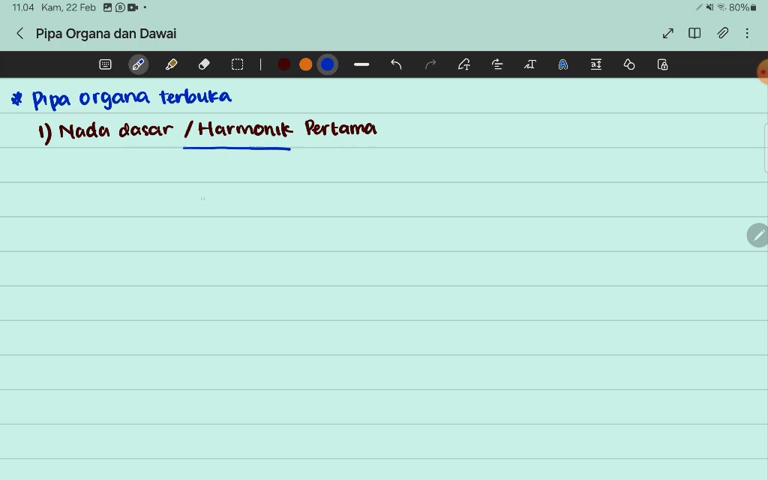 11.04 Kam, 22 Feb 80%
Pipa Organa dan Dawai
* Pipa organa terbuka
1) Nada dasar / Harmonik Pertama